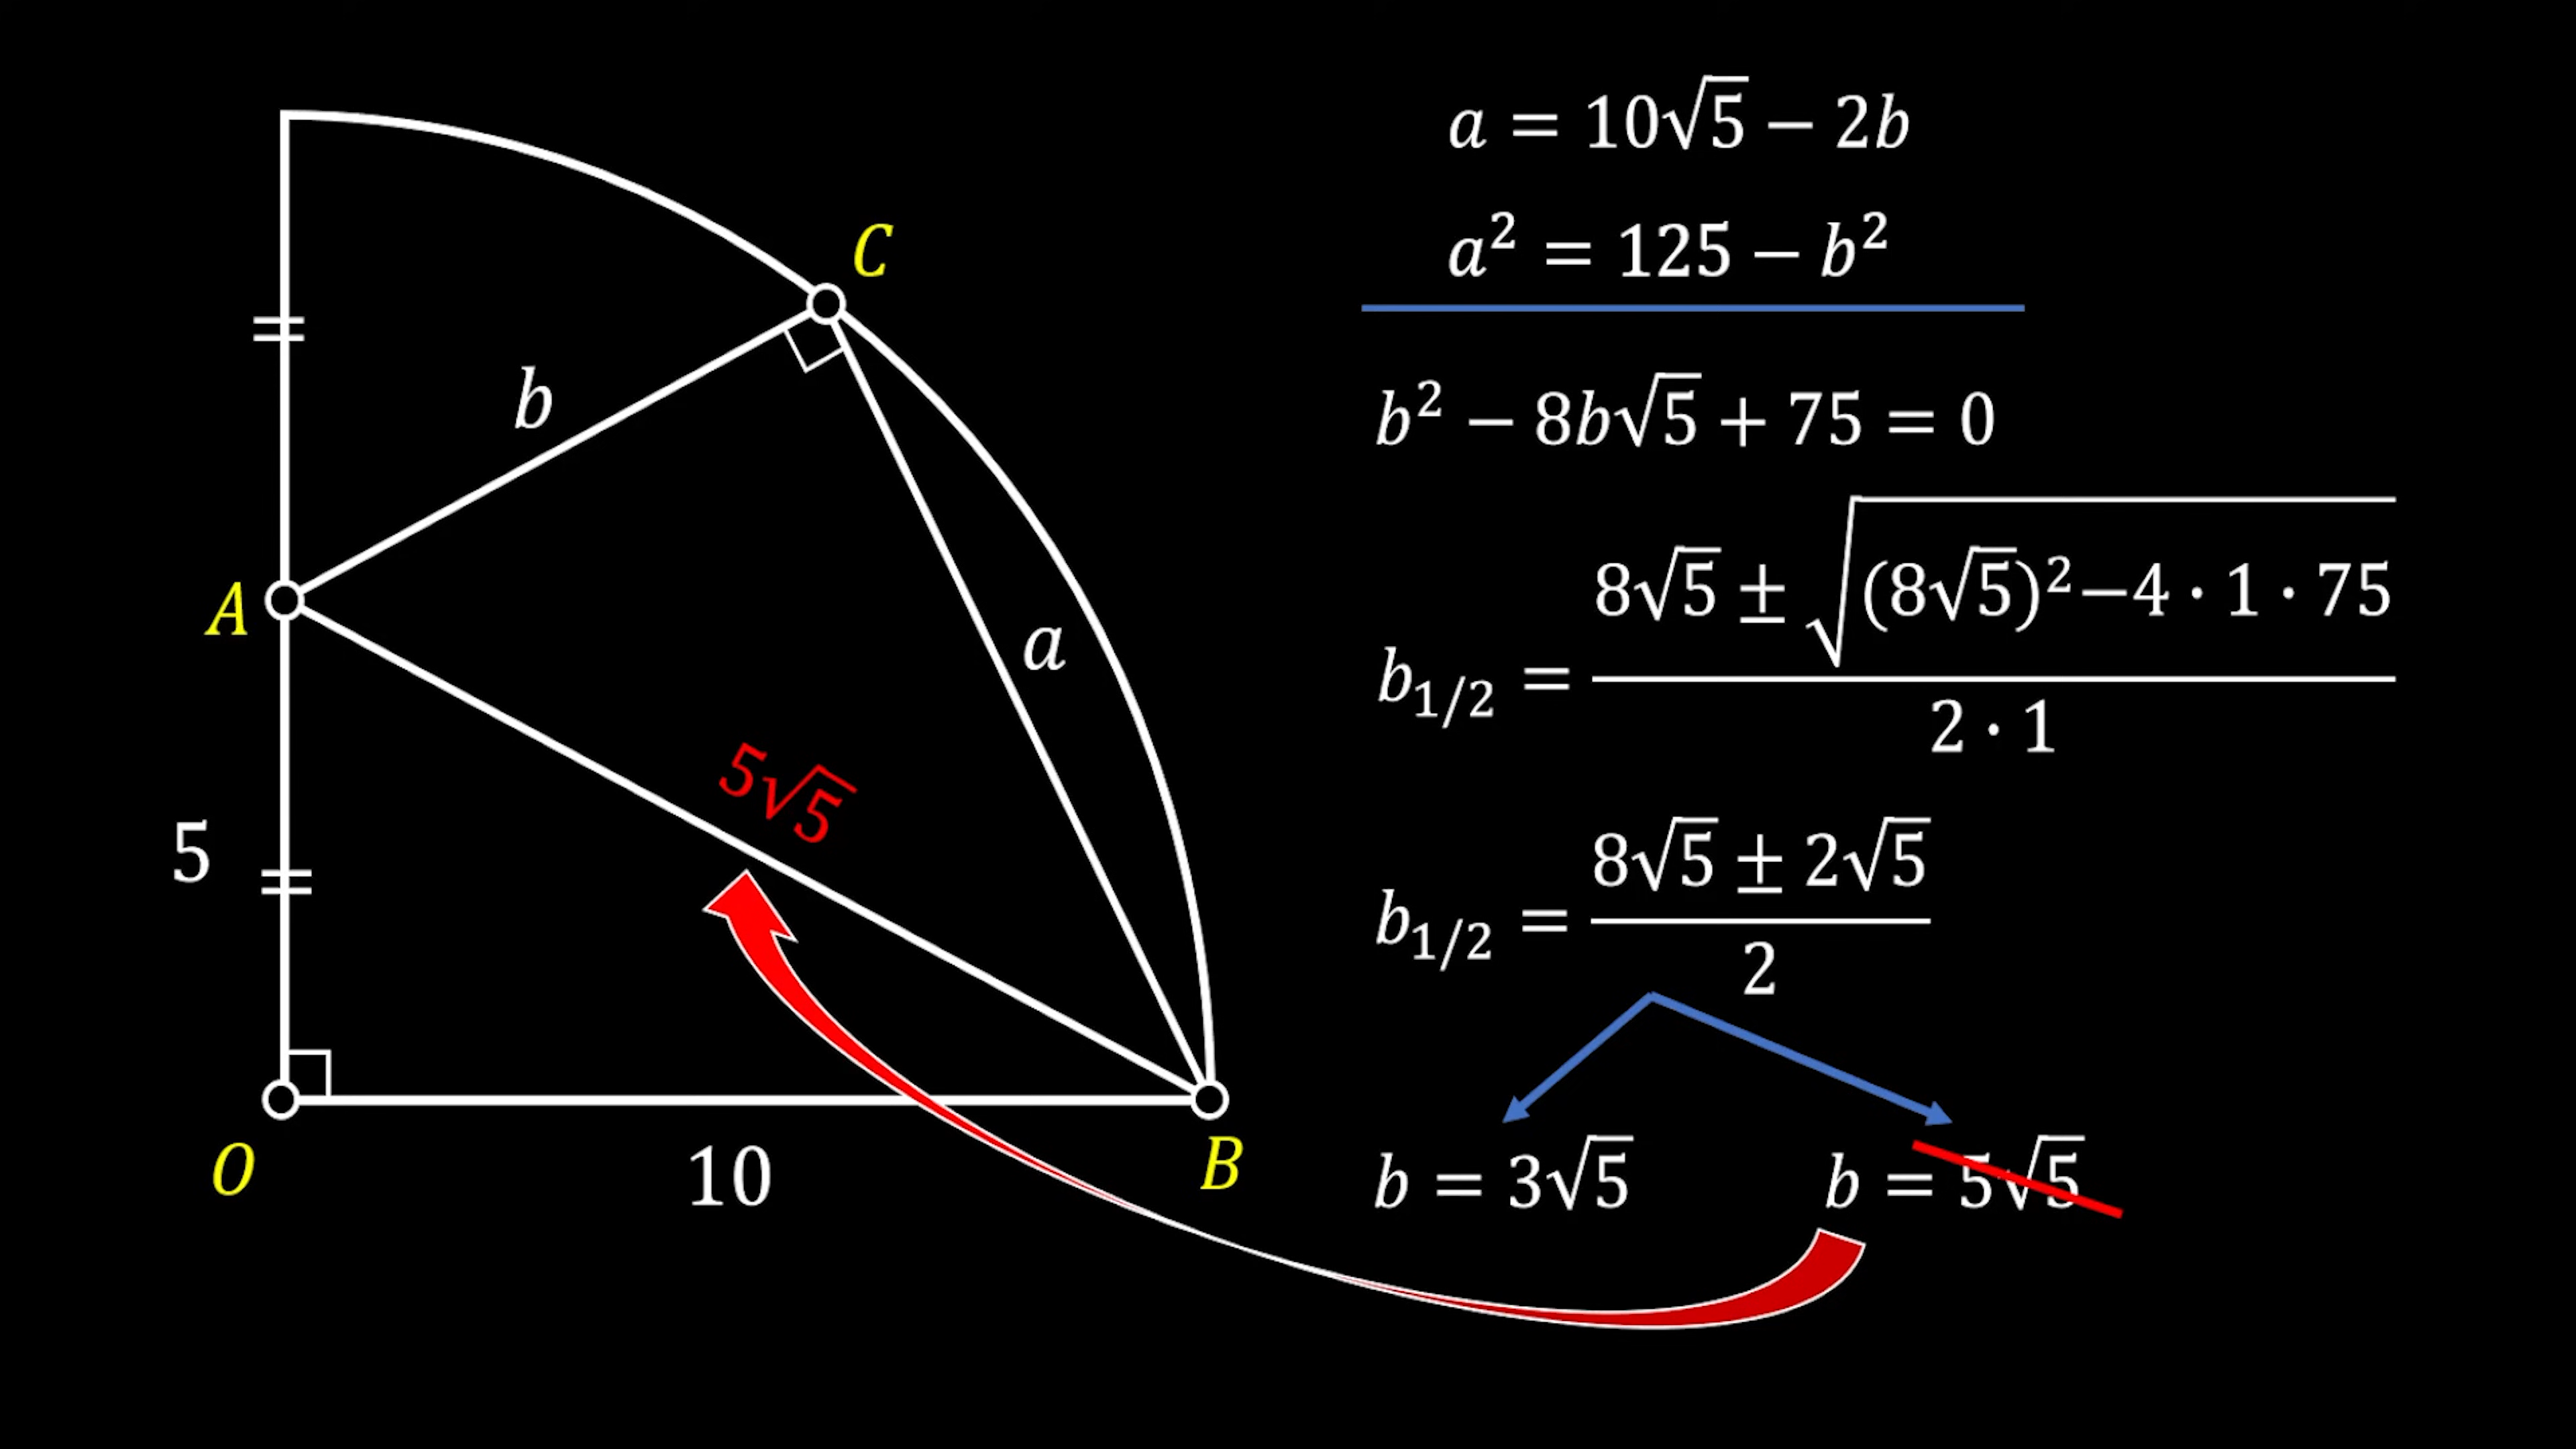 a = 10√5 − 2b
a² = 125 − b²
b² − 8b√5 + 75 = 0
b₁/₂ = (8√5 ± √((8√5)²−4 · 1 · 75)) / (2 · 1)
b₁/₂ = (8√5 ± 2√5) / 2
b = 3√5
b = 5√5
C
b
A
a
5√5
5
O
10
B